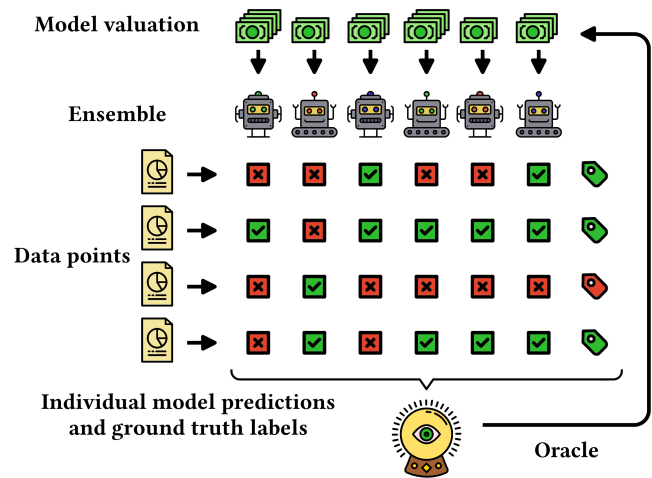 Model valuation
Ensemble
Data points
Individual model predictions
and ground truth labels
Oracle